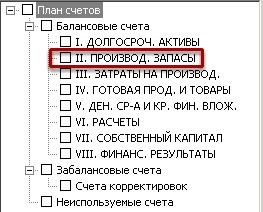 План счетов
Балансовые счета
I. ДОЛГОСРОЧ. АКТИВЫ
II. ПРОИЗВОД. ЗАПАСЫ
III. ЗАТРАТЫ НА ПРОИЗВОД.
IV. ГОТОВАЯ ПРОД. И ТОВАРЫ
V. ДЕН. СР-А И КР. ФИН. ВЛОЖ.
VI. РАСЧЕТЫ
VII. СОБСТВЕННЫЙ КАПИТАЛ
VIII. ФИНАНС. РЕЗУЛЬТАТЫ
Забалансовые счета
Счета корректировок
Неиспользуемые счета